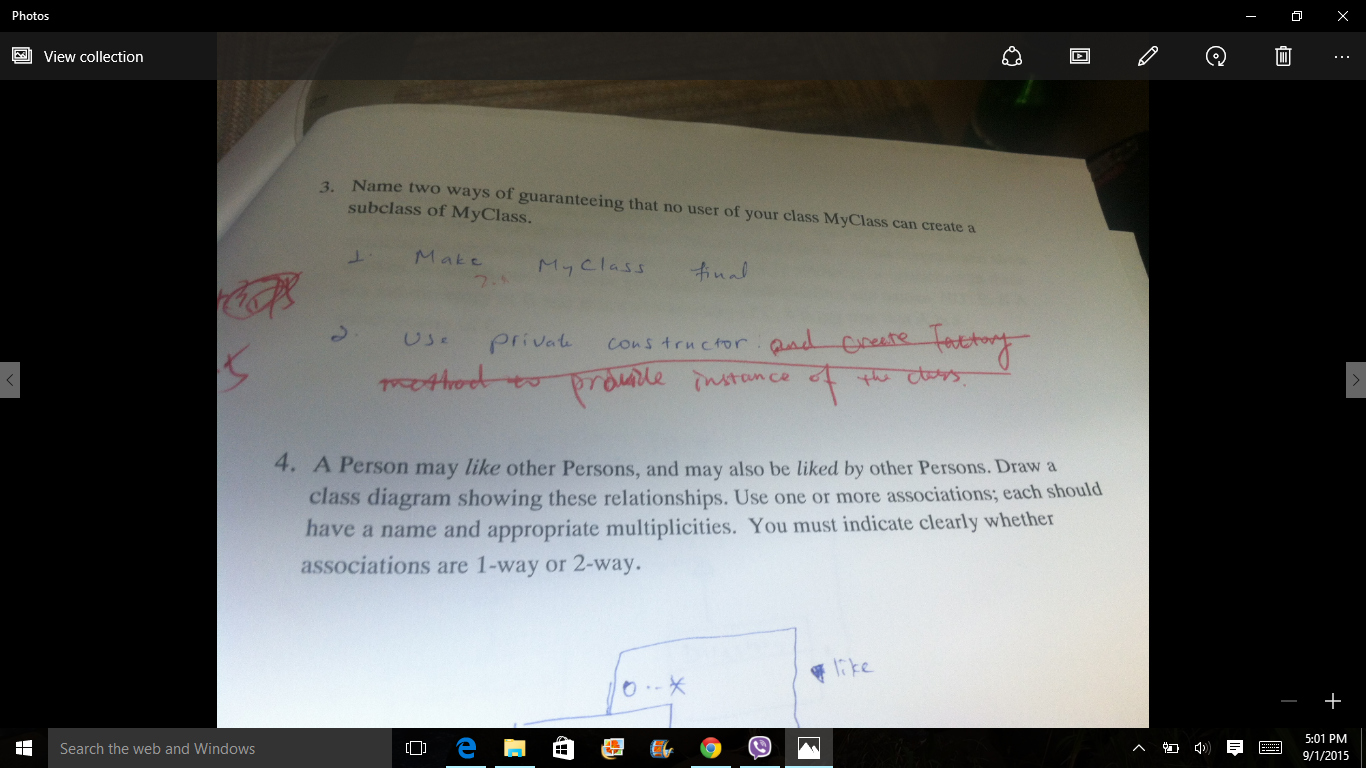 Photos
View collection
3. Name two ways of guaranteeing that no user of your class MyClass can create a
subclass of MyClass.
1. Make MyClass final
2. Use private constructor. and create Factory
method to provide instance of the class.
.5
4. A Person may like other Persons, and may also be liked by other Persons. Draw a
class diagram showing these relationships. Use one or more associations; each should
have a name and appropriate multiplicities. You must indicate clearly whether
associations are 1-way or 2-way.
like
0..*
Search the web and Windows
5:01 PM
9/1/2015